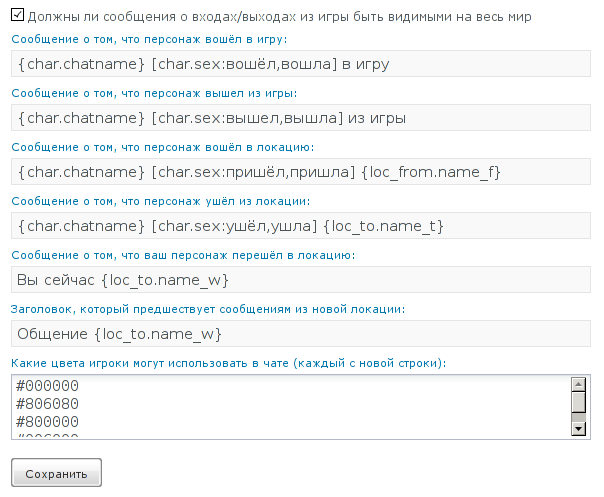 Должны ли сообщения о входах/выходах из игры быть видимыми на весь мир
Сообщение о том, что персонаж вошёл в игру:
{char.chatname} [char.sex:вошёл,вошла] в игру
Сообщение о том, что персонаж вышел из игры:
{char.chatname} [char.sex:вышел,вышла] из игры
Сообщение о том, что персонаж вошёл в локацию:
{char.chatname} [char.sex:пришёл,пришла] {loc_from.name_f}
Сообщение о том, что персонаж ушёл из локации:
{char.chatname} [char.sex:ушёл,ушла] {loc_to.name_t}
Сообщение о том, что ваш персонаж перешёл в локацию:
Вы сейчас {loc_to.name_w}
Заголовок, который предшествует сообщениям из новой локации:
Общение {loc_to.name_w}
Какие цвета игроки могут использовать в чате (каждый с новой строки):
#000000
#806080
#800000
Сохранить